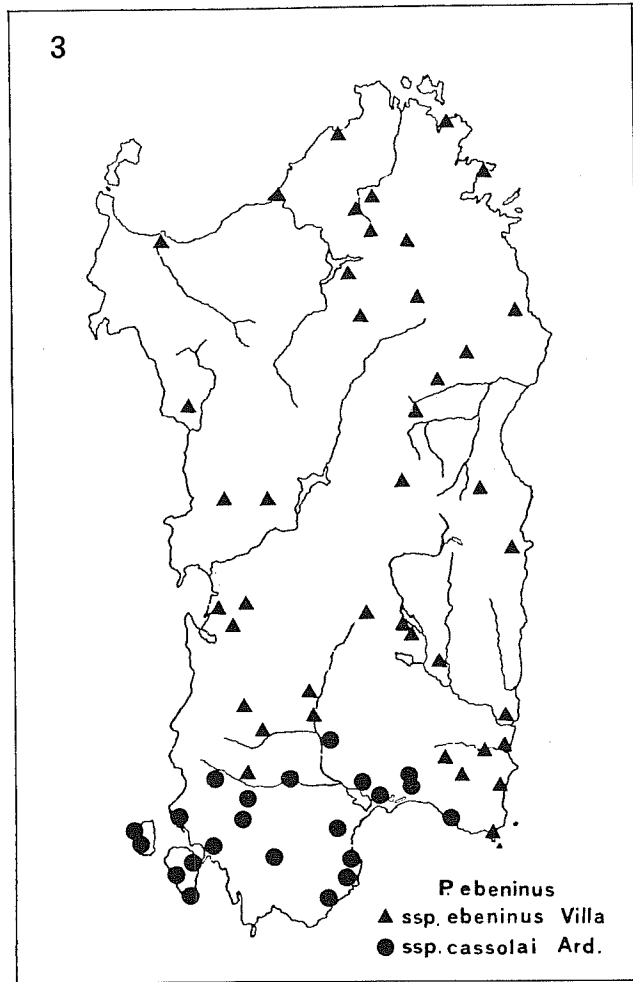 3
P. ebeninus
▲ ssp. ebeninus Villa
● ssp. cassolai Ard.